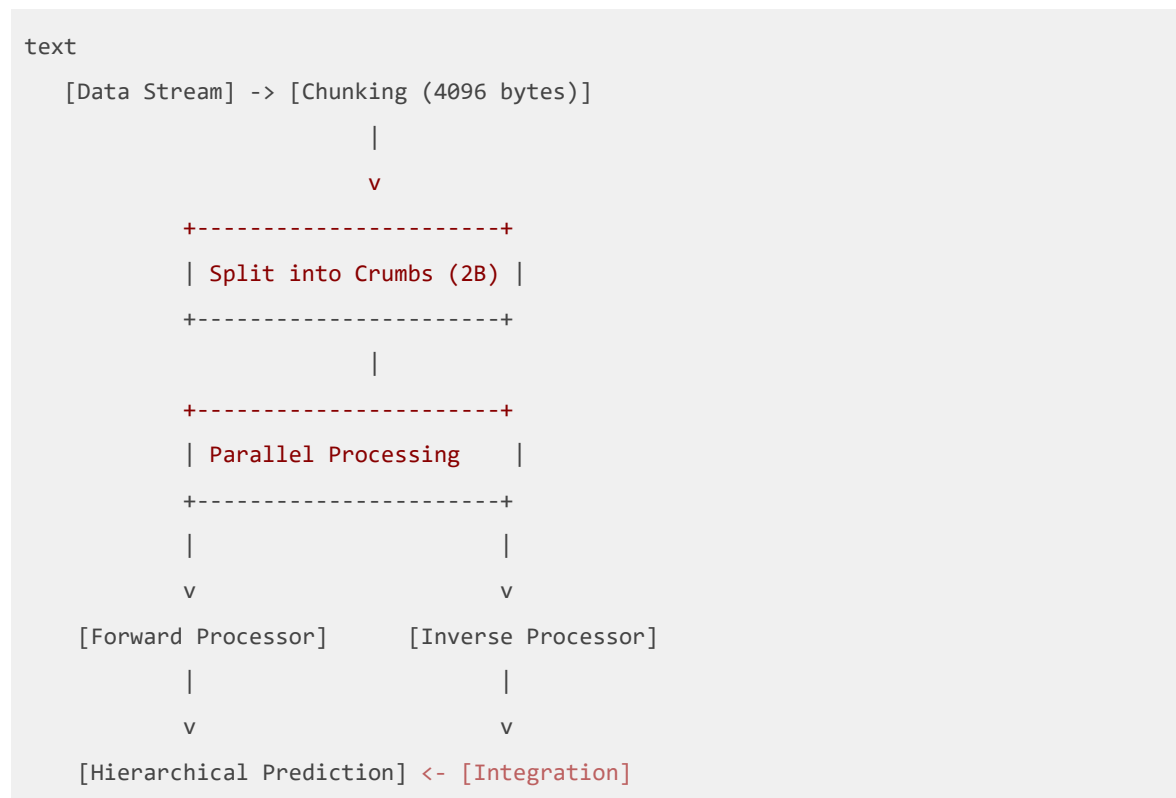 text
[Data Stream] -> [Chunking (4096 bytes)]
|
v
+-----------------------+
| Split into Crumbs (2B) |
+-----------------------+
|
+-----------------------+
| Parallel Processing    |
+-----------------------+
|                       |
v                       v
[Forward Processor]      [Inverse Processor]
|                       |
v                       v
[Hierarchical Prediction] <- [Integration]